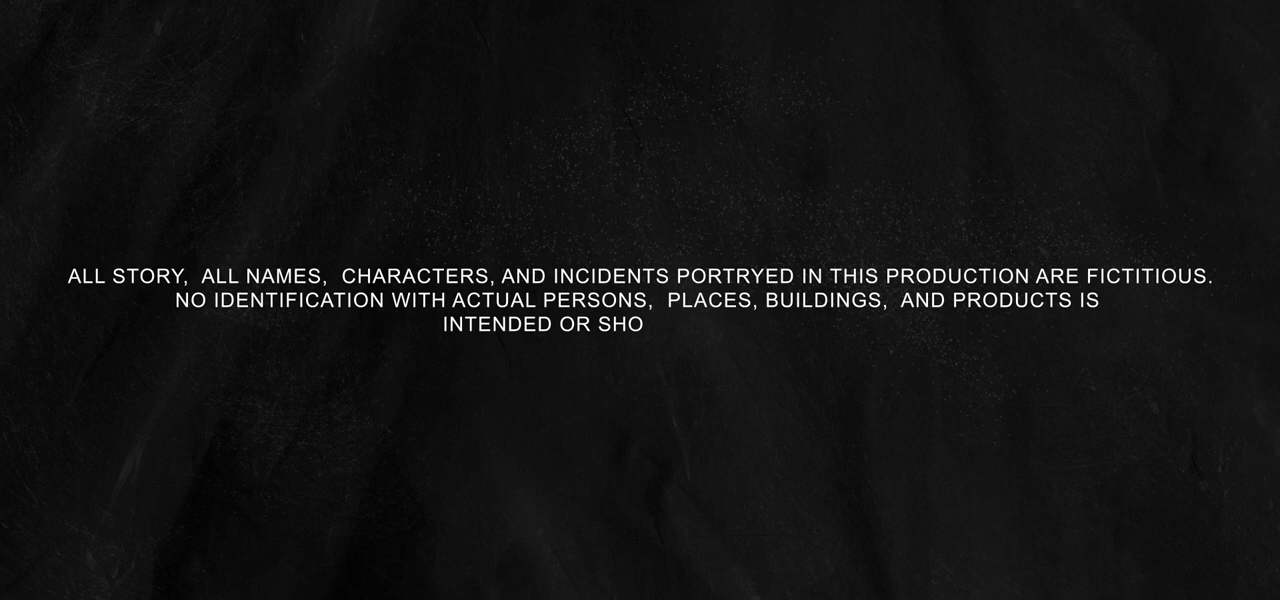 ALL STORY,  ALL NAMES,  CHARACTERS, AND INCIDENTS PORTRYED IN THIS PRODUCTION ARE FICTITIOUS.
NO IDENTIFICATION WITH ACTUAL PERSONS,  PLACES, BUILDINGS,  AND PRODUCTS IS
INTENDED OR SHO